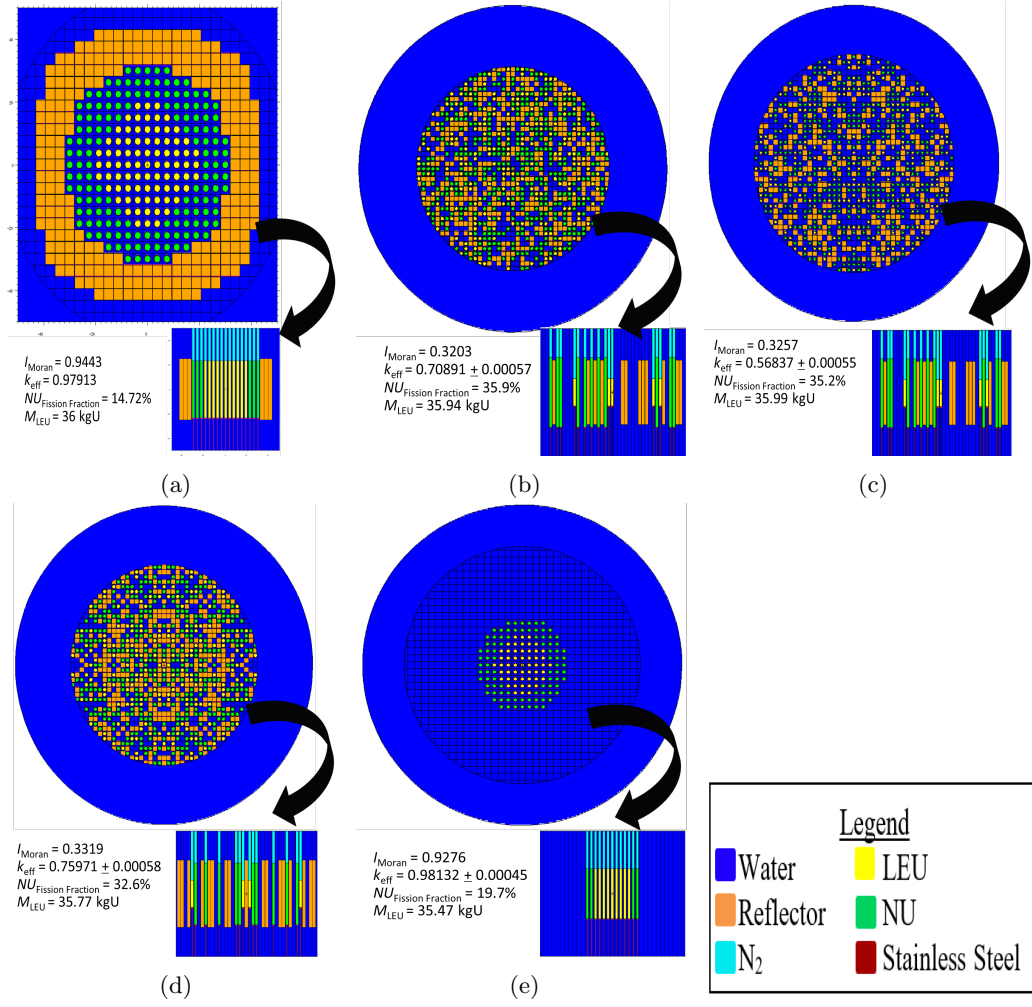 I_Moran = 0.9443
k_eff = 0.97913
NU_Fission Fraction = 14.72%
M_LEU = 36 kgU
(a)
I_Moran = 0.3203
k_eff = 0.70891 ± 0.00057
NU_Fission Fraction = 35.9%
M_LEU = 35.94 kgU
(b)
I_Moran = 0.3257
k_eff = 0.56837 ± 0.00055
NU_Fission Fraction = 35.2%
M_LEU = 35.99 kgU
(c)
I_Moran = 0.3319
k_eff = 0.75971 ± 0.00058
NU_Fission Fraction = 32.6%
M_LEU = 35.77 kgU
(d)
I_Moran = 0.9276
k_eff = 0.98132 ± 0.00045
NU_Fission Fraction = 19.7%
M_LEU = 35.47 kgU
(e)
Legend
Water
LEU
Reflector
NU
N₂
Stainless Steel